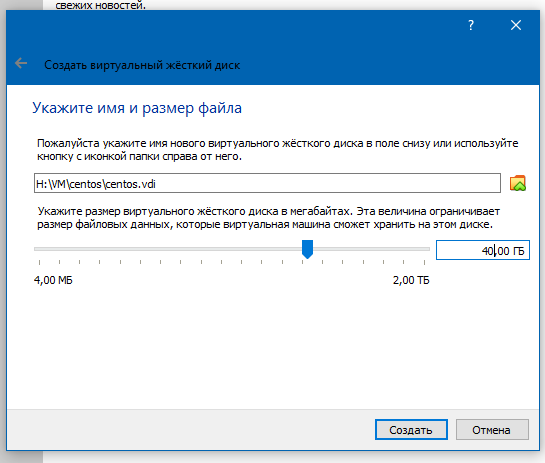 свежих новостей.
?
Создать виртуальный жёсткий диск
Укажите имя и размер файла
Пожалуйста укажите имя нового виртуального жёсткого диска в поле снизу или используйте
кнопку с иконкой папки справа от него.
H:\VM\centos\centos.vdi
Укажите размер виртуального жёсткого диска в мегабайтах. Эта величина ограничивает
размер файловых данных, которые виртуальная машина сможет хранить на этом диске.
40,00 ГБ
4,00 МБ 2,00 ТБ
Создать Отмена